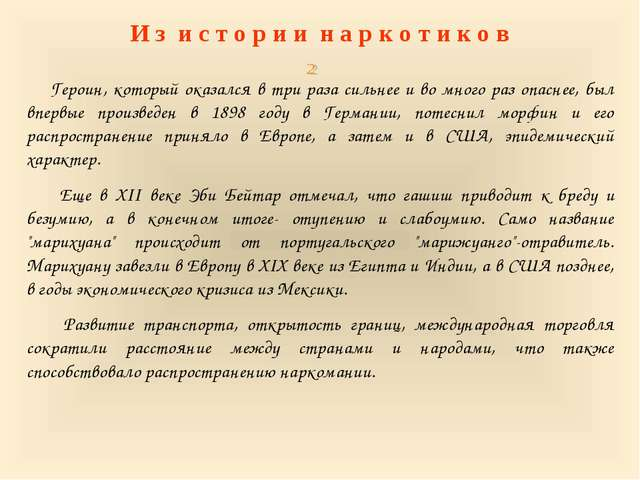 Из истории наркотиков
Героин, который оказался в три раза сильнее и во много раз опаснее, был
впервые произведен в 1898 году в Германии, потеснил морфин и его
распространение приняло в Европе, а затем и в США, эпидемический
характер.
Еще в XII веке Эби Бейтар отмечал, что гашиш приводит к бреду и
безумию, а в конечном итоге- отупению и слабоумию. Само название
"марихуана" происходит от португальского "марижуанго"-отравитель.
Марихуану завезли в Европу в XIX веке из Египта и Индии, а в США позднее,
в годы экономического кризиса из Мексики.
Развитие транспорта, открытость границ, международная торговля
сократили расстояние между странами и народами, что также
способствовало распространению наркомании.